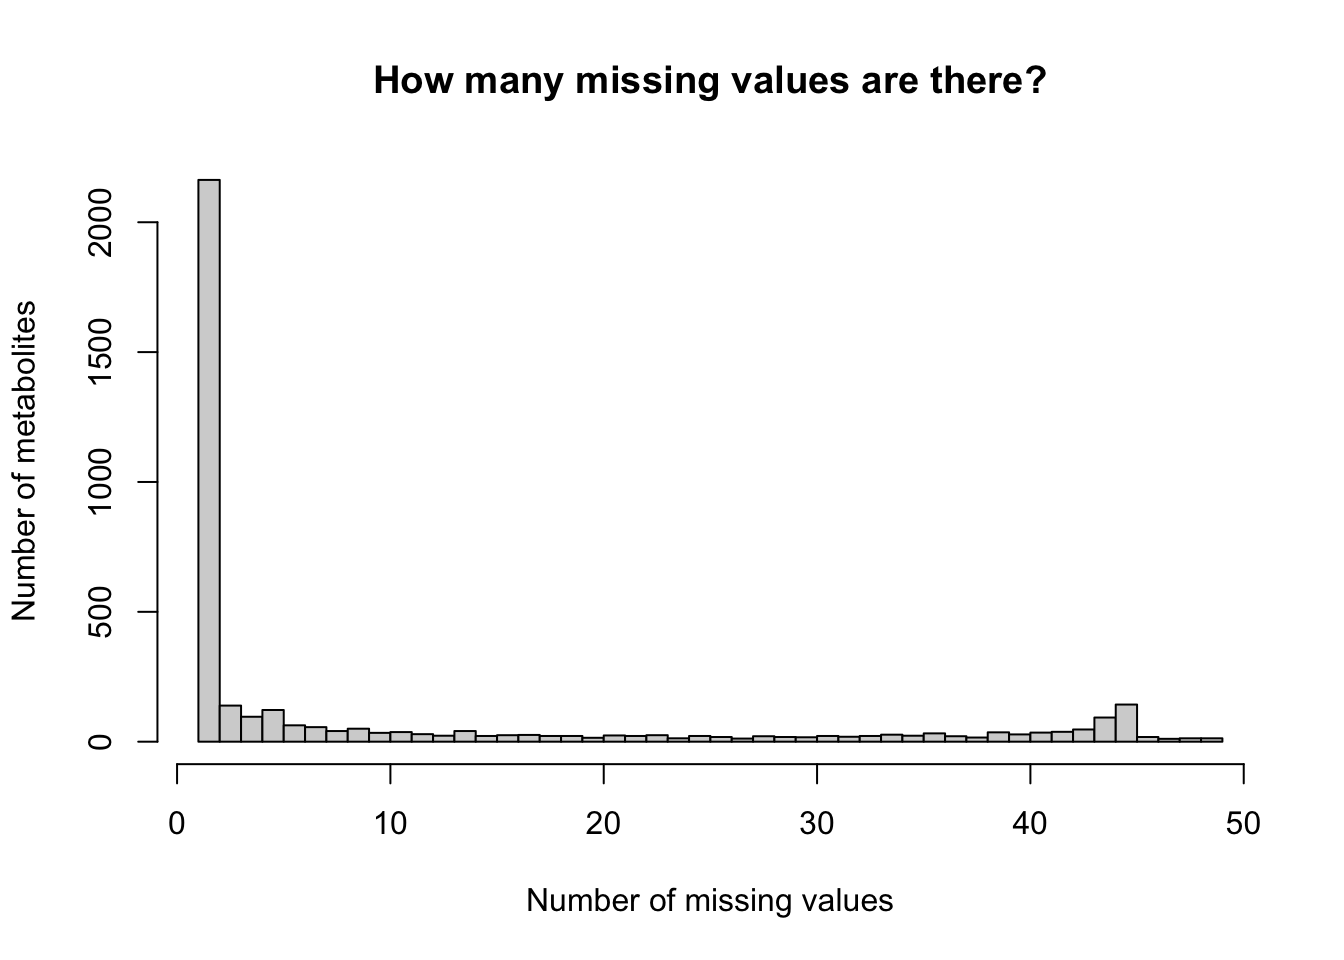 How many missing values are there?
Number of metabolites
2000
1500
1000
500
0
0 10 20 30 40 50
Number of missing values